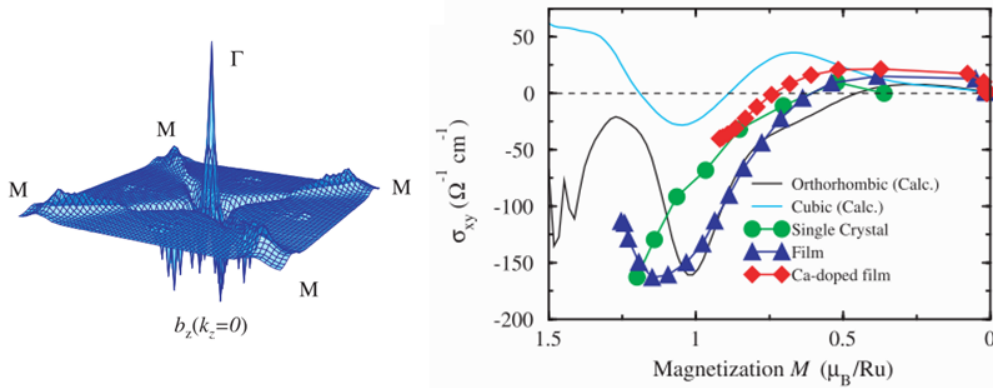 Γ
M
M
M
M
b_z(k_z=0)
σ_xy (Ω⁻¹ cm⁻¹)
50
0
-50
-100
-150
-200
1.5
1
0.5
0
Magnetization M (μ_B/Ru)
Orthorhombic (Calc.)
Cubic (Calc.)
Single Crystal
Film
Ca-doped film